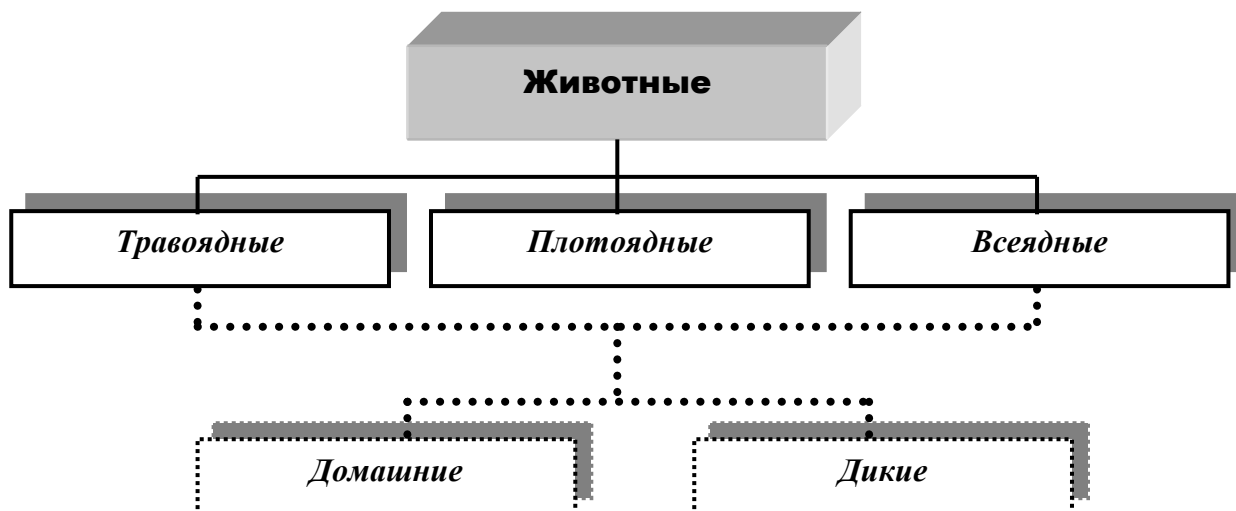 Животные
Травоядные Плотоядные Всеядные
Домашние Дикие